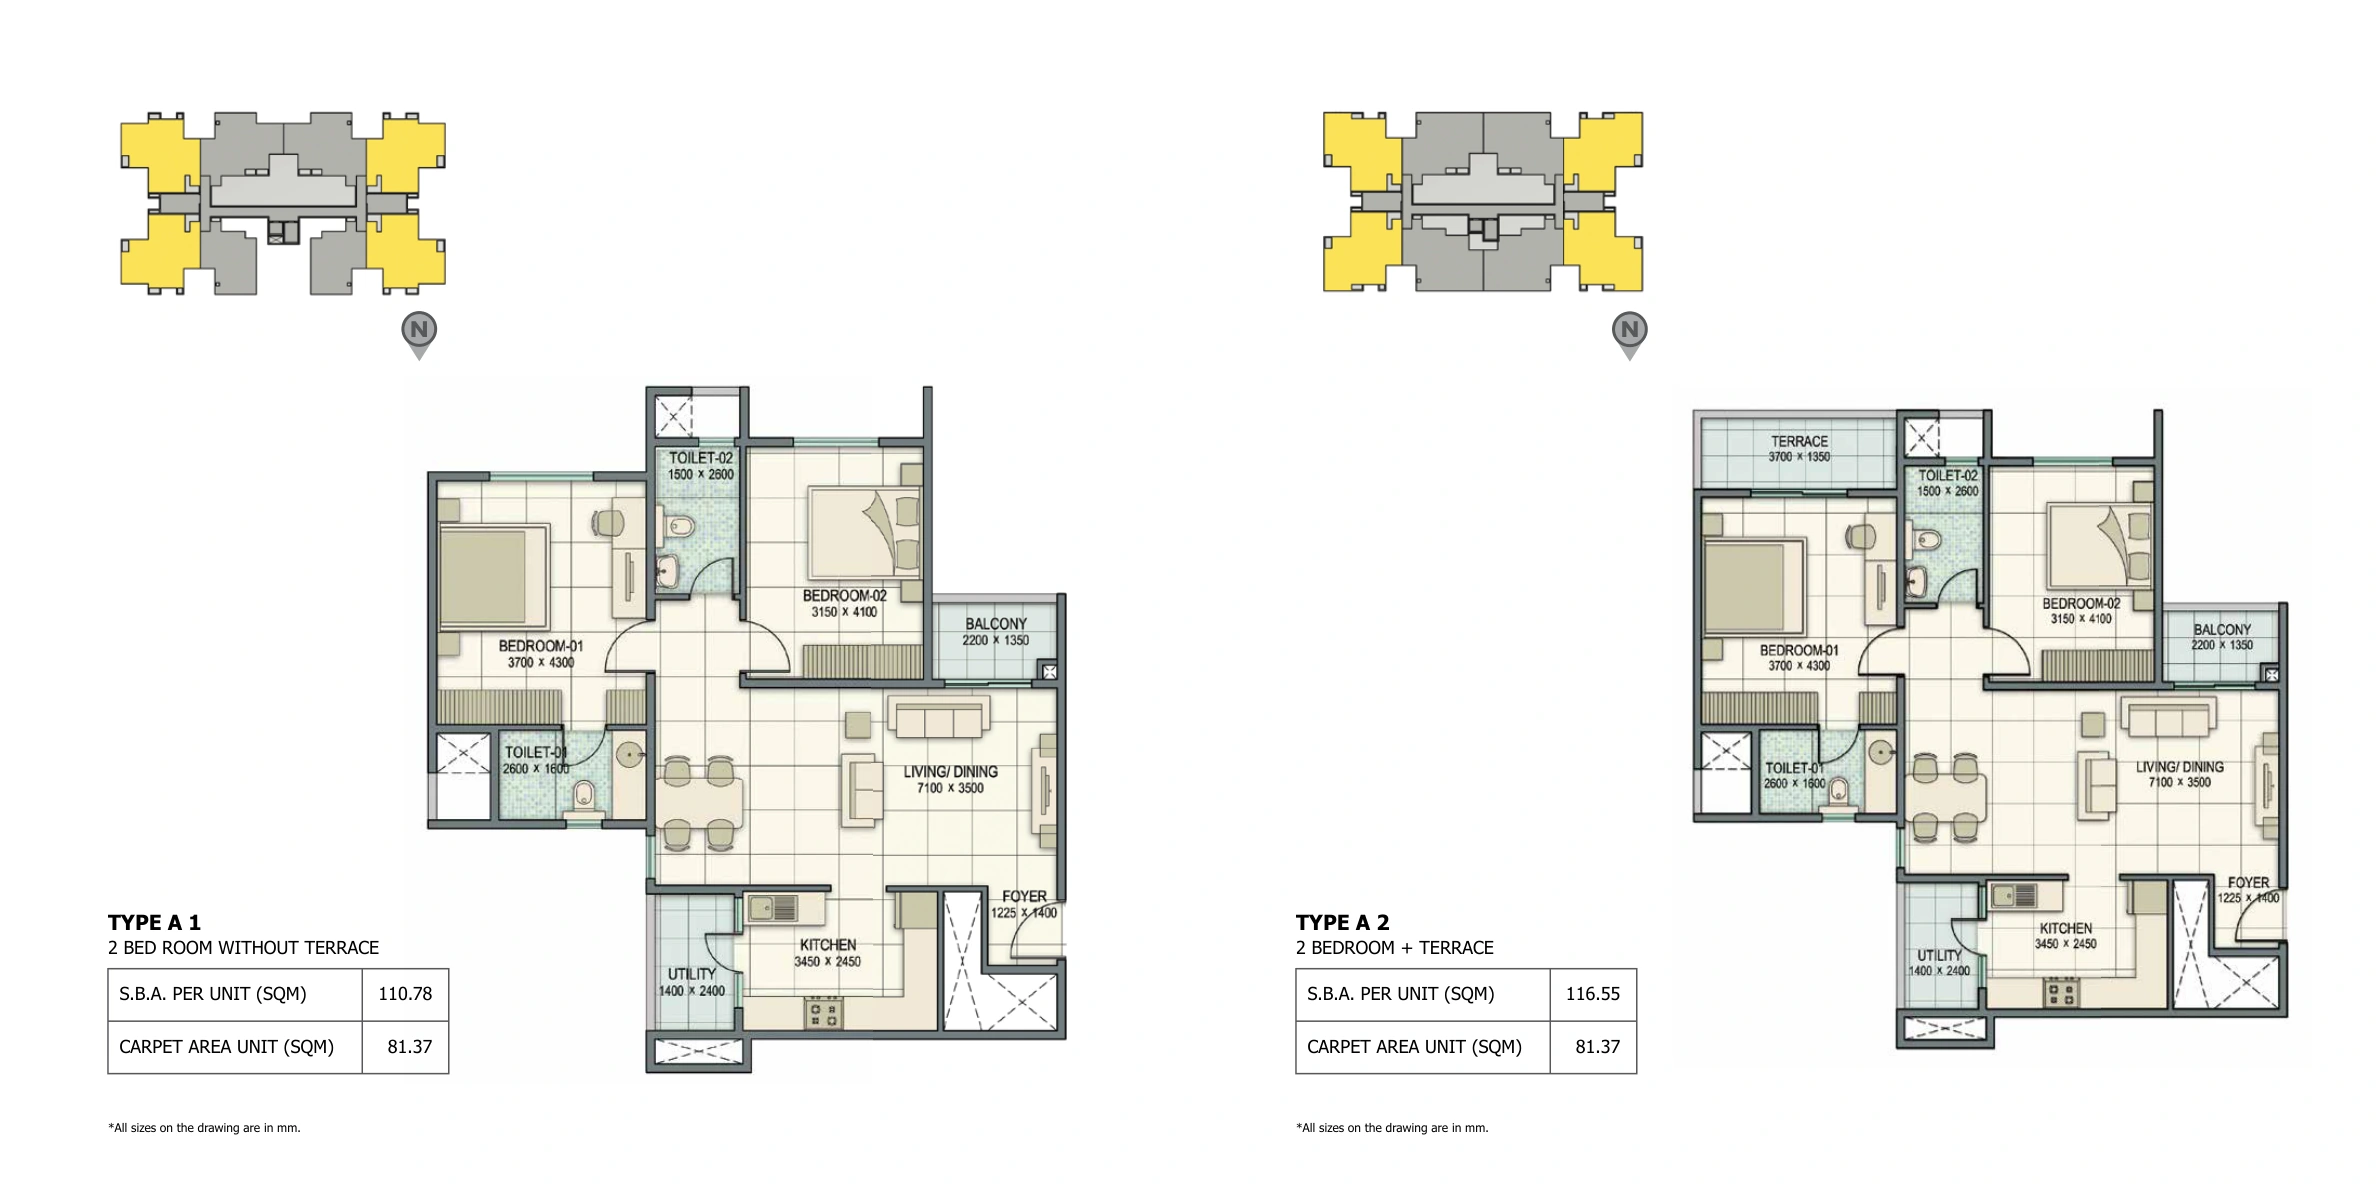 N
TOILET-02
1500 x 2600
BEDROOM-02
3150 x 4100
BALCONY
2200 x 1350
BEDROOM-01
3700 x 4300
TOILET-01
2600 x 1600
LIVING/ DINING
7100 x 3500
FOYER
1225 x 1400
KITCHEN
3450 x 2450
UTILITY
1400 x 2400
TYPE A 1
2 BED ROOM WITHOUT TERRACE
S.B.A. PER UNIT (SQM) 110.78
CARPET AREA UNIT (SQM) 81.37
*All sizes on the drawing are in mm.
N
TERRACE
3700 x 1350
TOILET-02
1500 x 2600
BEDROOM-02
3150 x 4100
BALCONY
2200 x 1350
BEDROOM-01
3700 x 4300
TOILET-01
2600 x 1600
LIVING/ DINING
7100 x 3500
FOYER
1225 x 1400
KITCHEN
3450 x 2450
UTILITY
1400 x 2400
TYPE A 2
2 BEDROOM + TERRACE
S.B.A. PER UNIT (SQM) 116.55
CARPET AREA UNIT (SQM) 81.37
*All sizes on the drawing are in mm.